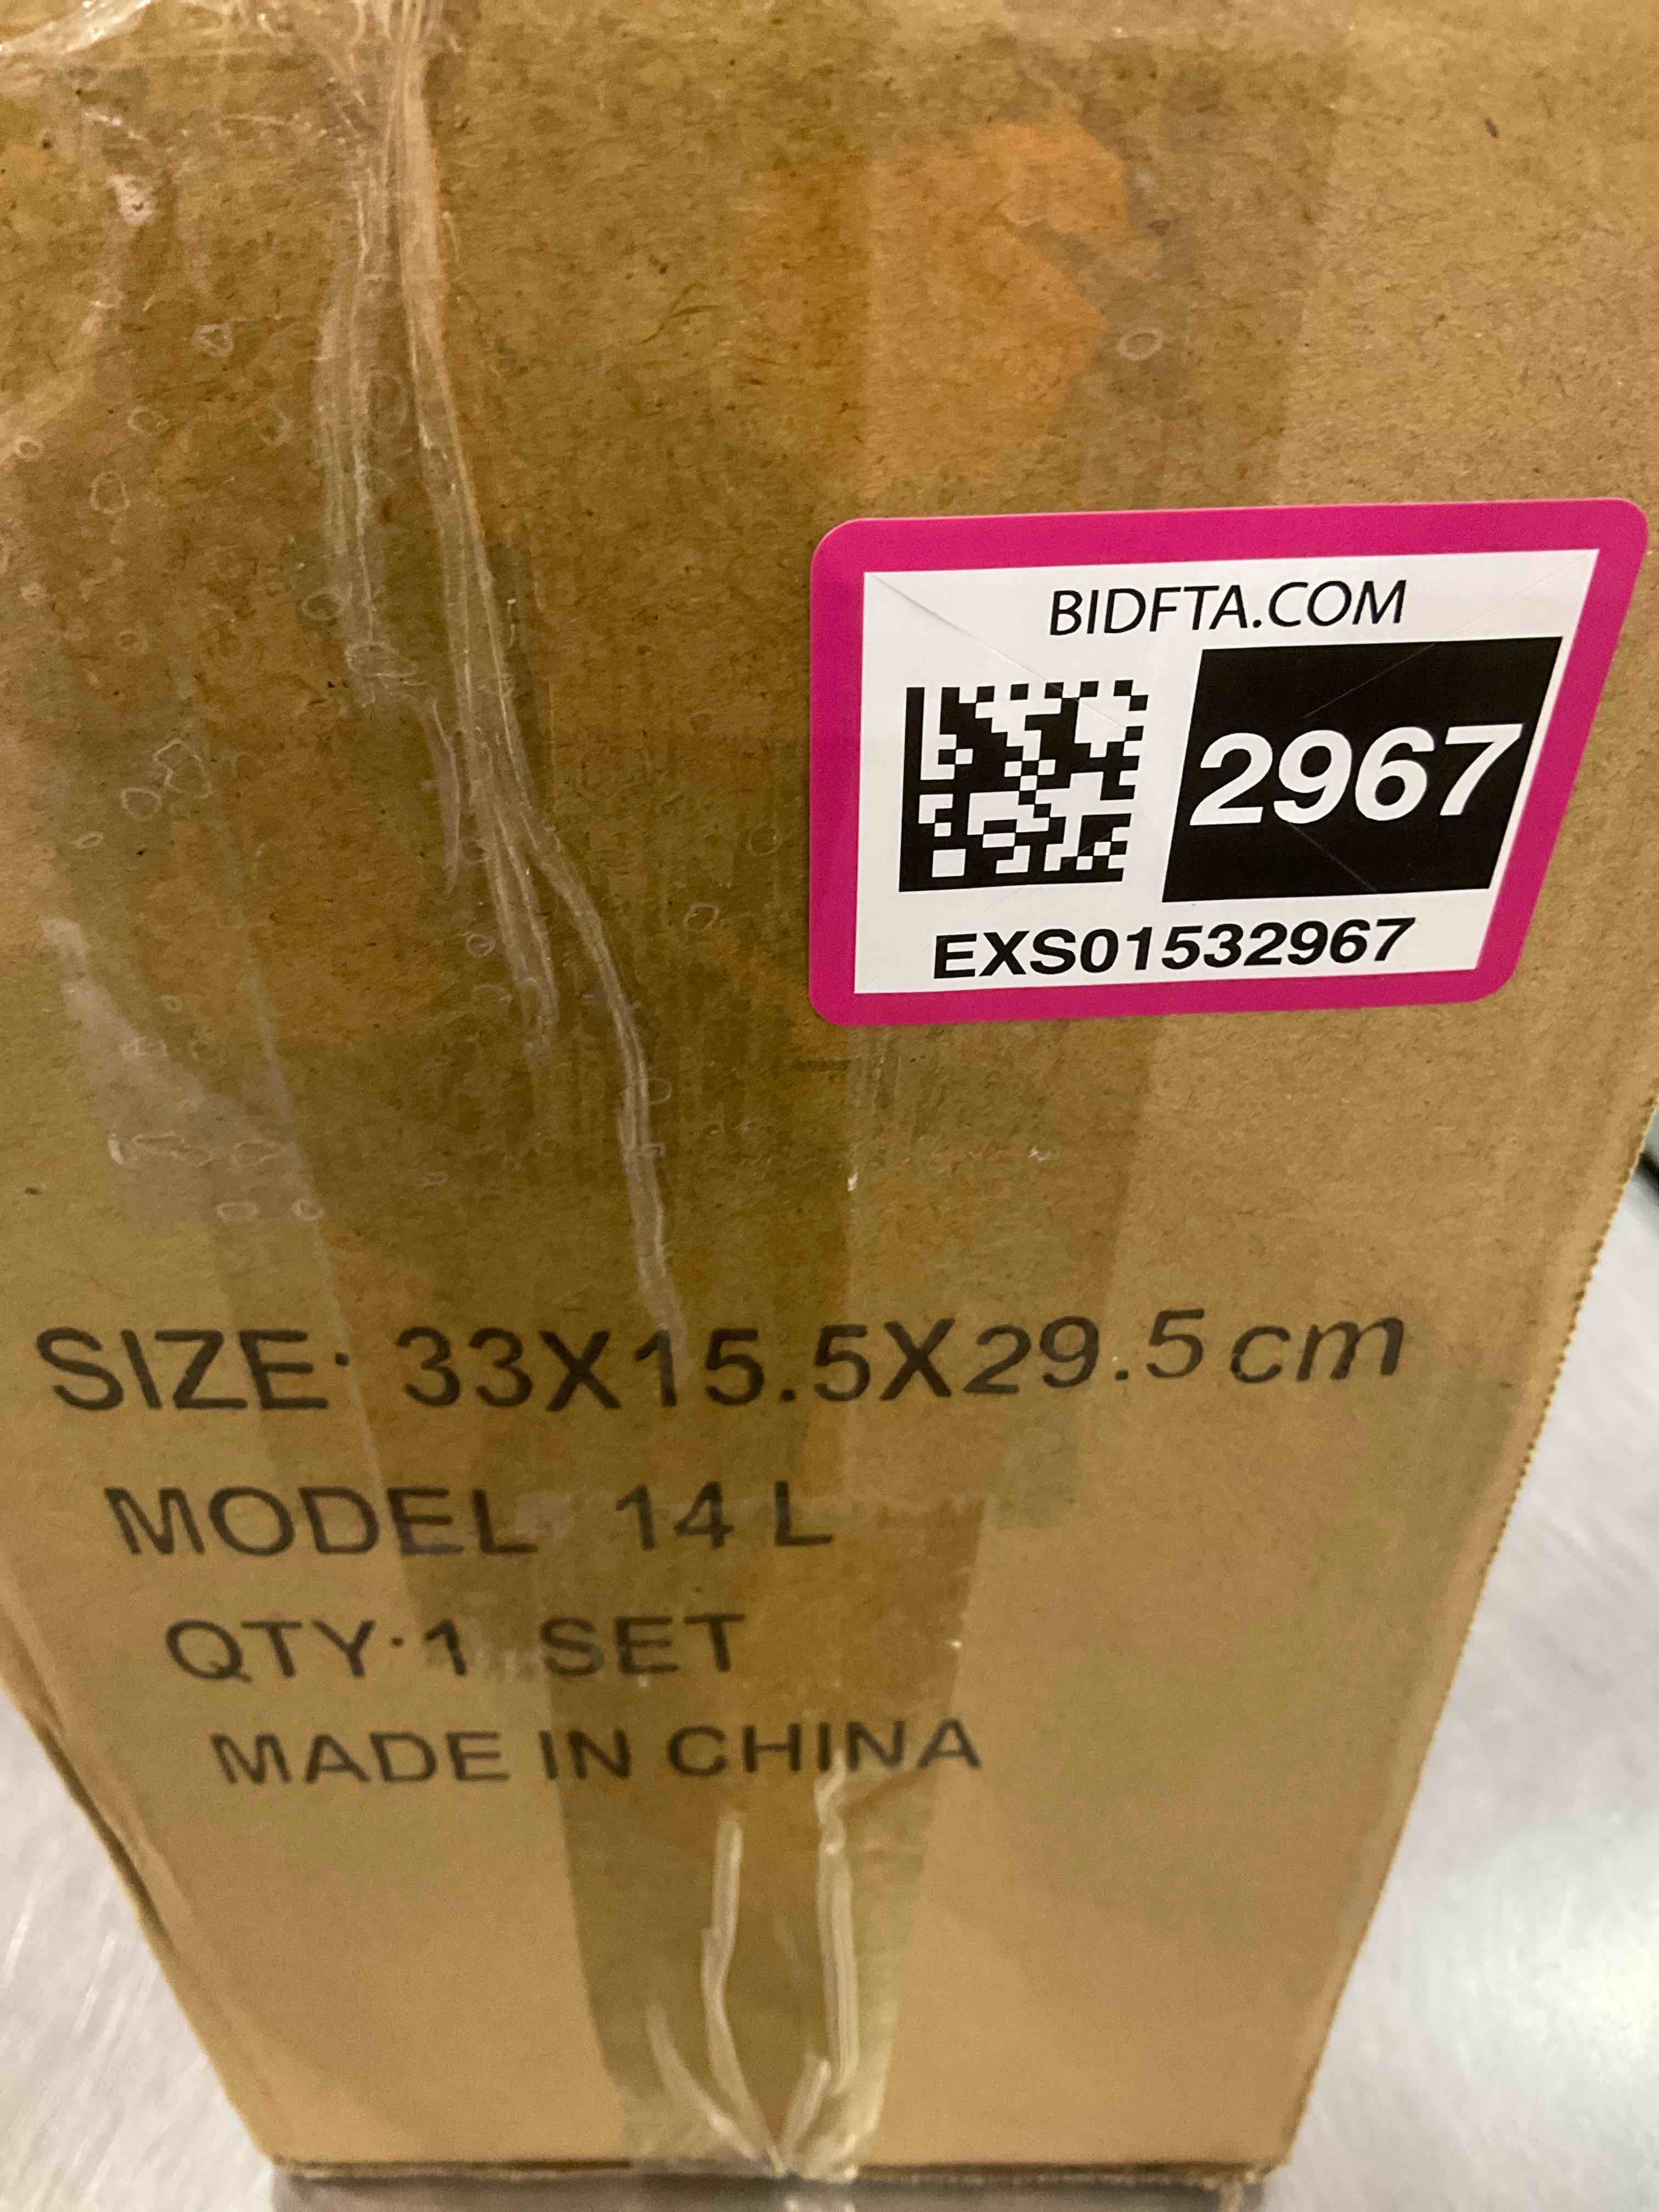 BIDFTA.COM
2967
EXS01532967
SIZE: 33X15.5X29.5cm
MODEL 14 L
QTY:1 SET
MADE IN CHINA